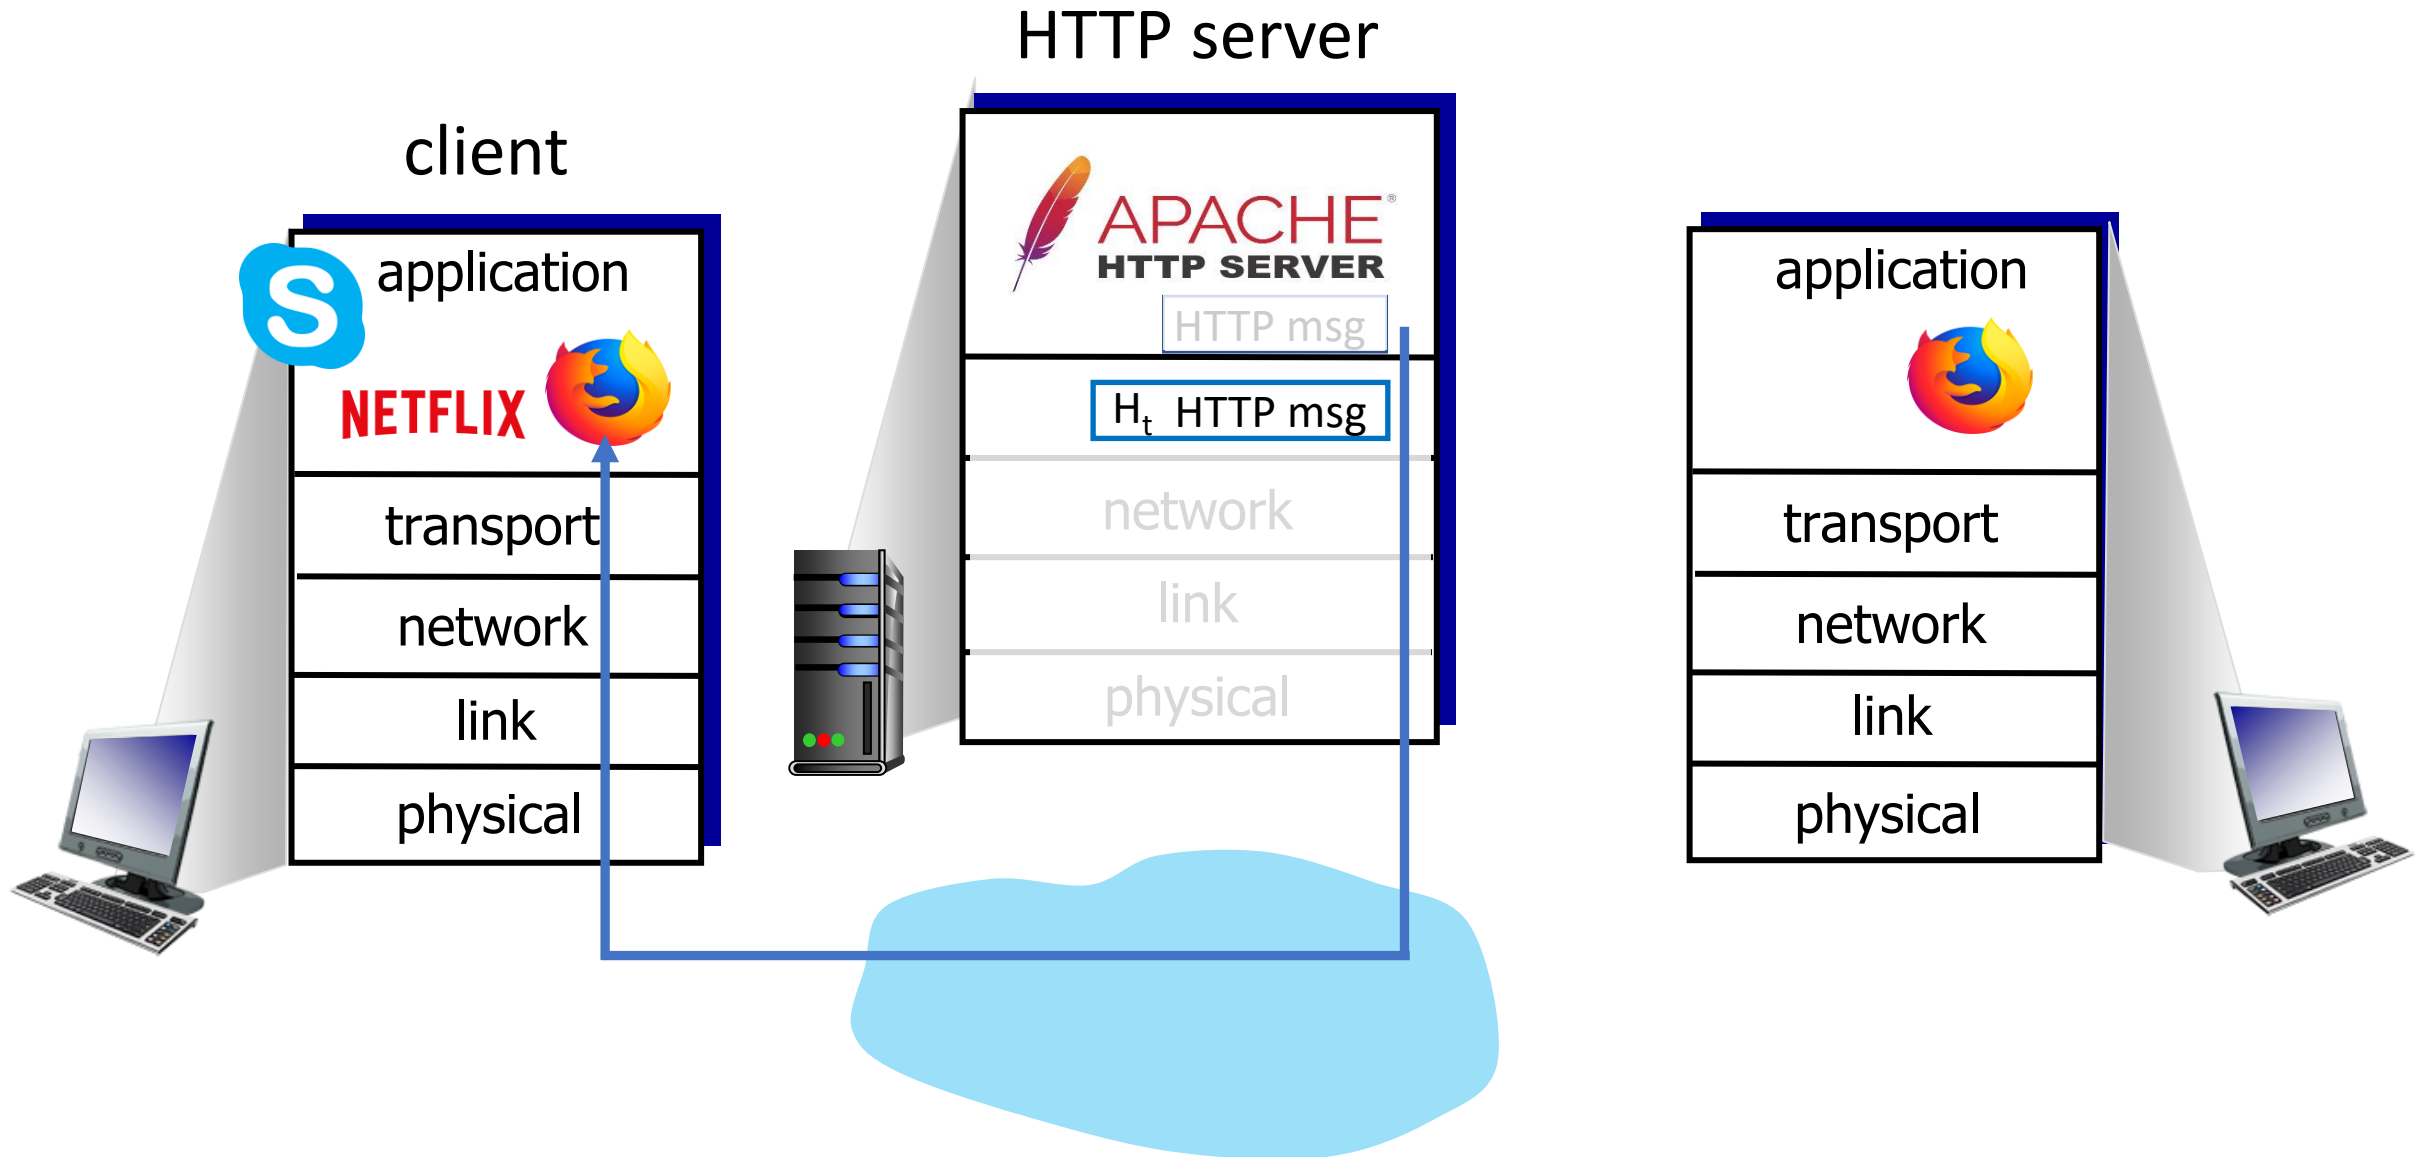 HTTP server
client
application
NETFLIX
transport
network
link
physical
APACHE®
HTTP SERVER
HTTP msg
Ht HTTP msg
network
link
physical
application
transport
network
link
physical